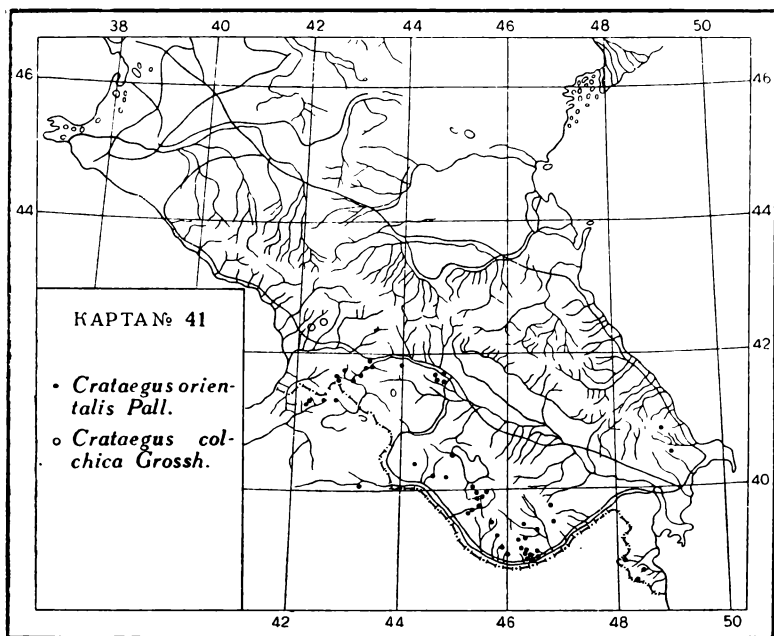 38 40 42 44 46 48 50
46 46
44 44
42
40
КАРТА № 41
• Crataegus orien-
talis Pall.
○ Crataegus col-
chica Grossh.
42 44 46 48 50